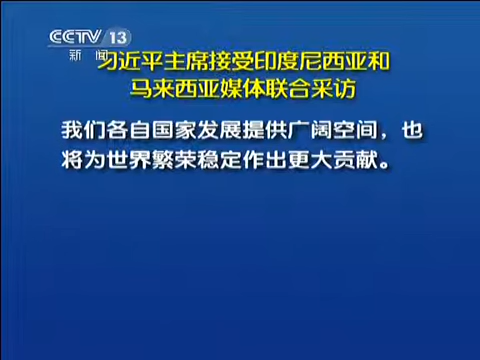 CCTV 13
新闻
习近平主席接受印度尼西亚和
马来西亚媒体联合采访
我们各自国家发展提供广阔空间，也
将为世界繁荣稳定作出更大贡献。